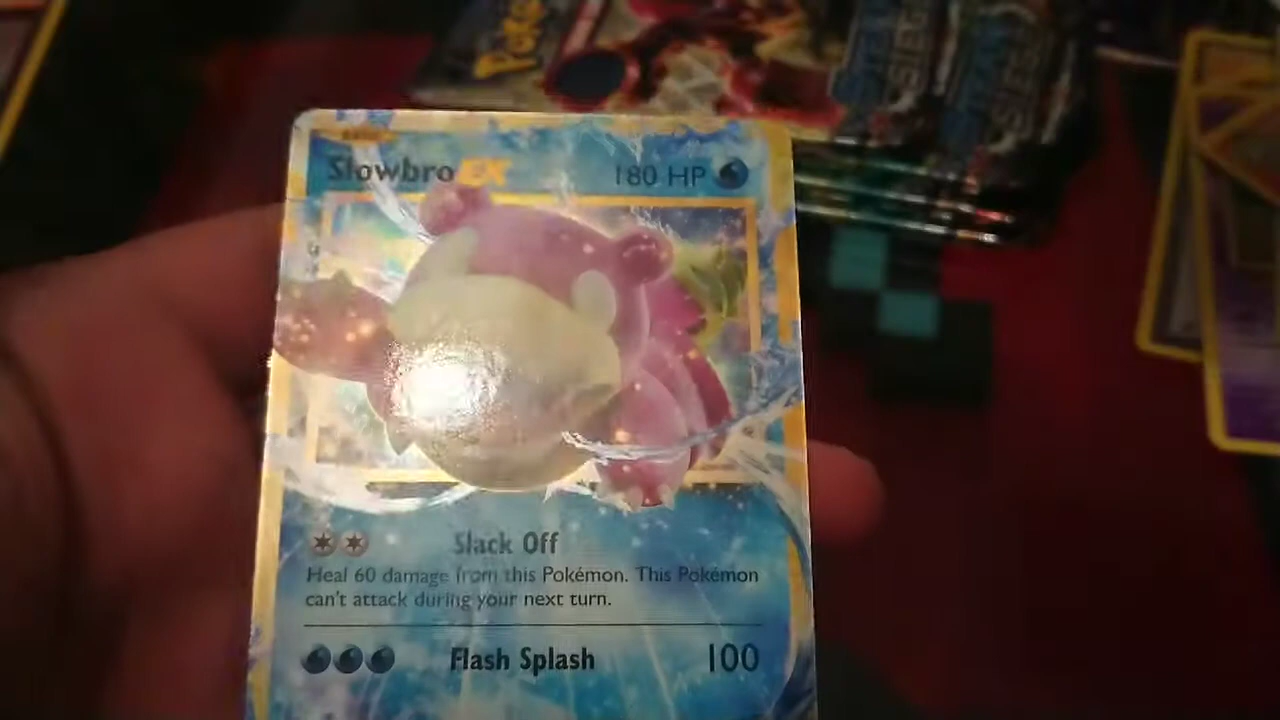 BASIC
Slowbro EX
180 HP
Slack Off
Heal 60 damage from this Pokémon. This Pokémon
can't attack during your next turn.
Flash Splash
100